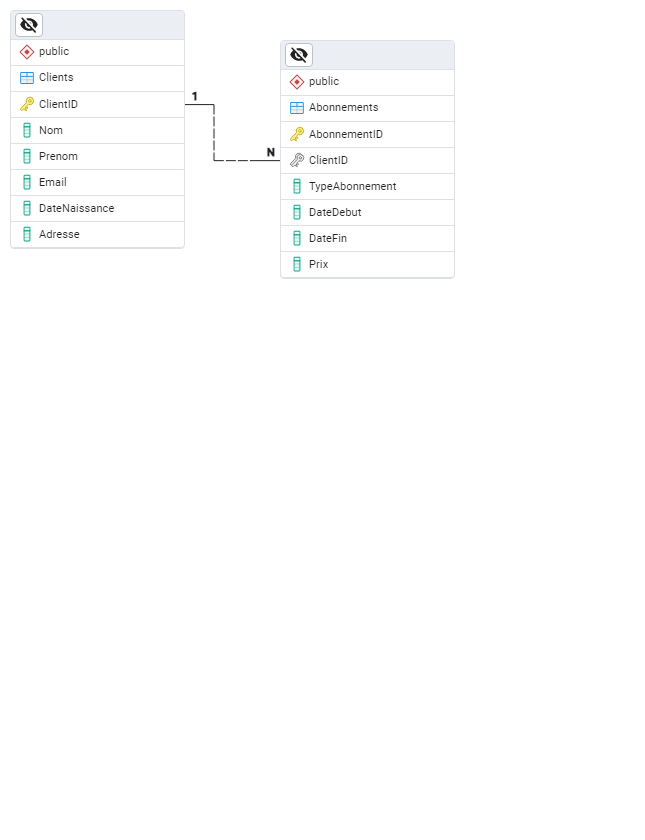 public
Clients
ClientID
Nom
Prenom
Email
DateNaissance
Adresse
1
N
public
Abonnements
AbonnementID
ClientID
TypeAbonnement
DateDebut
DateFin
Prix